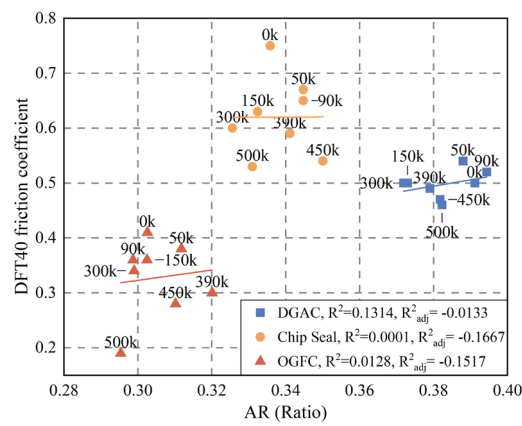 0.8
0k
0.7
50k
90k
150k
300k
390k
0.6
500k
450k
150k
50k
90k
300k
390k
0k
0.5
450k
500k
0k
0.4
50k
90k
150k
300k
390k
0.3
450k
500k
0.2
DFT40 friction coefficient
DGAC, R²=0.1314, R²adj= -0.0133
Chip Seal, R²=0.0001, R²adj= -0.1667
OGFC, R²=0.0128, R²adj= -0.1517
0.28 0.30 0.32 0.34 0.36 0.38 0.40
AR (Ratio)